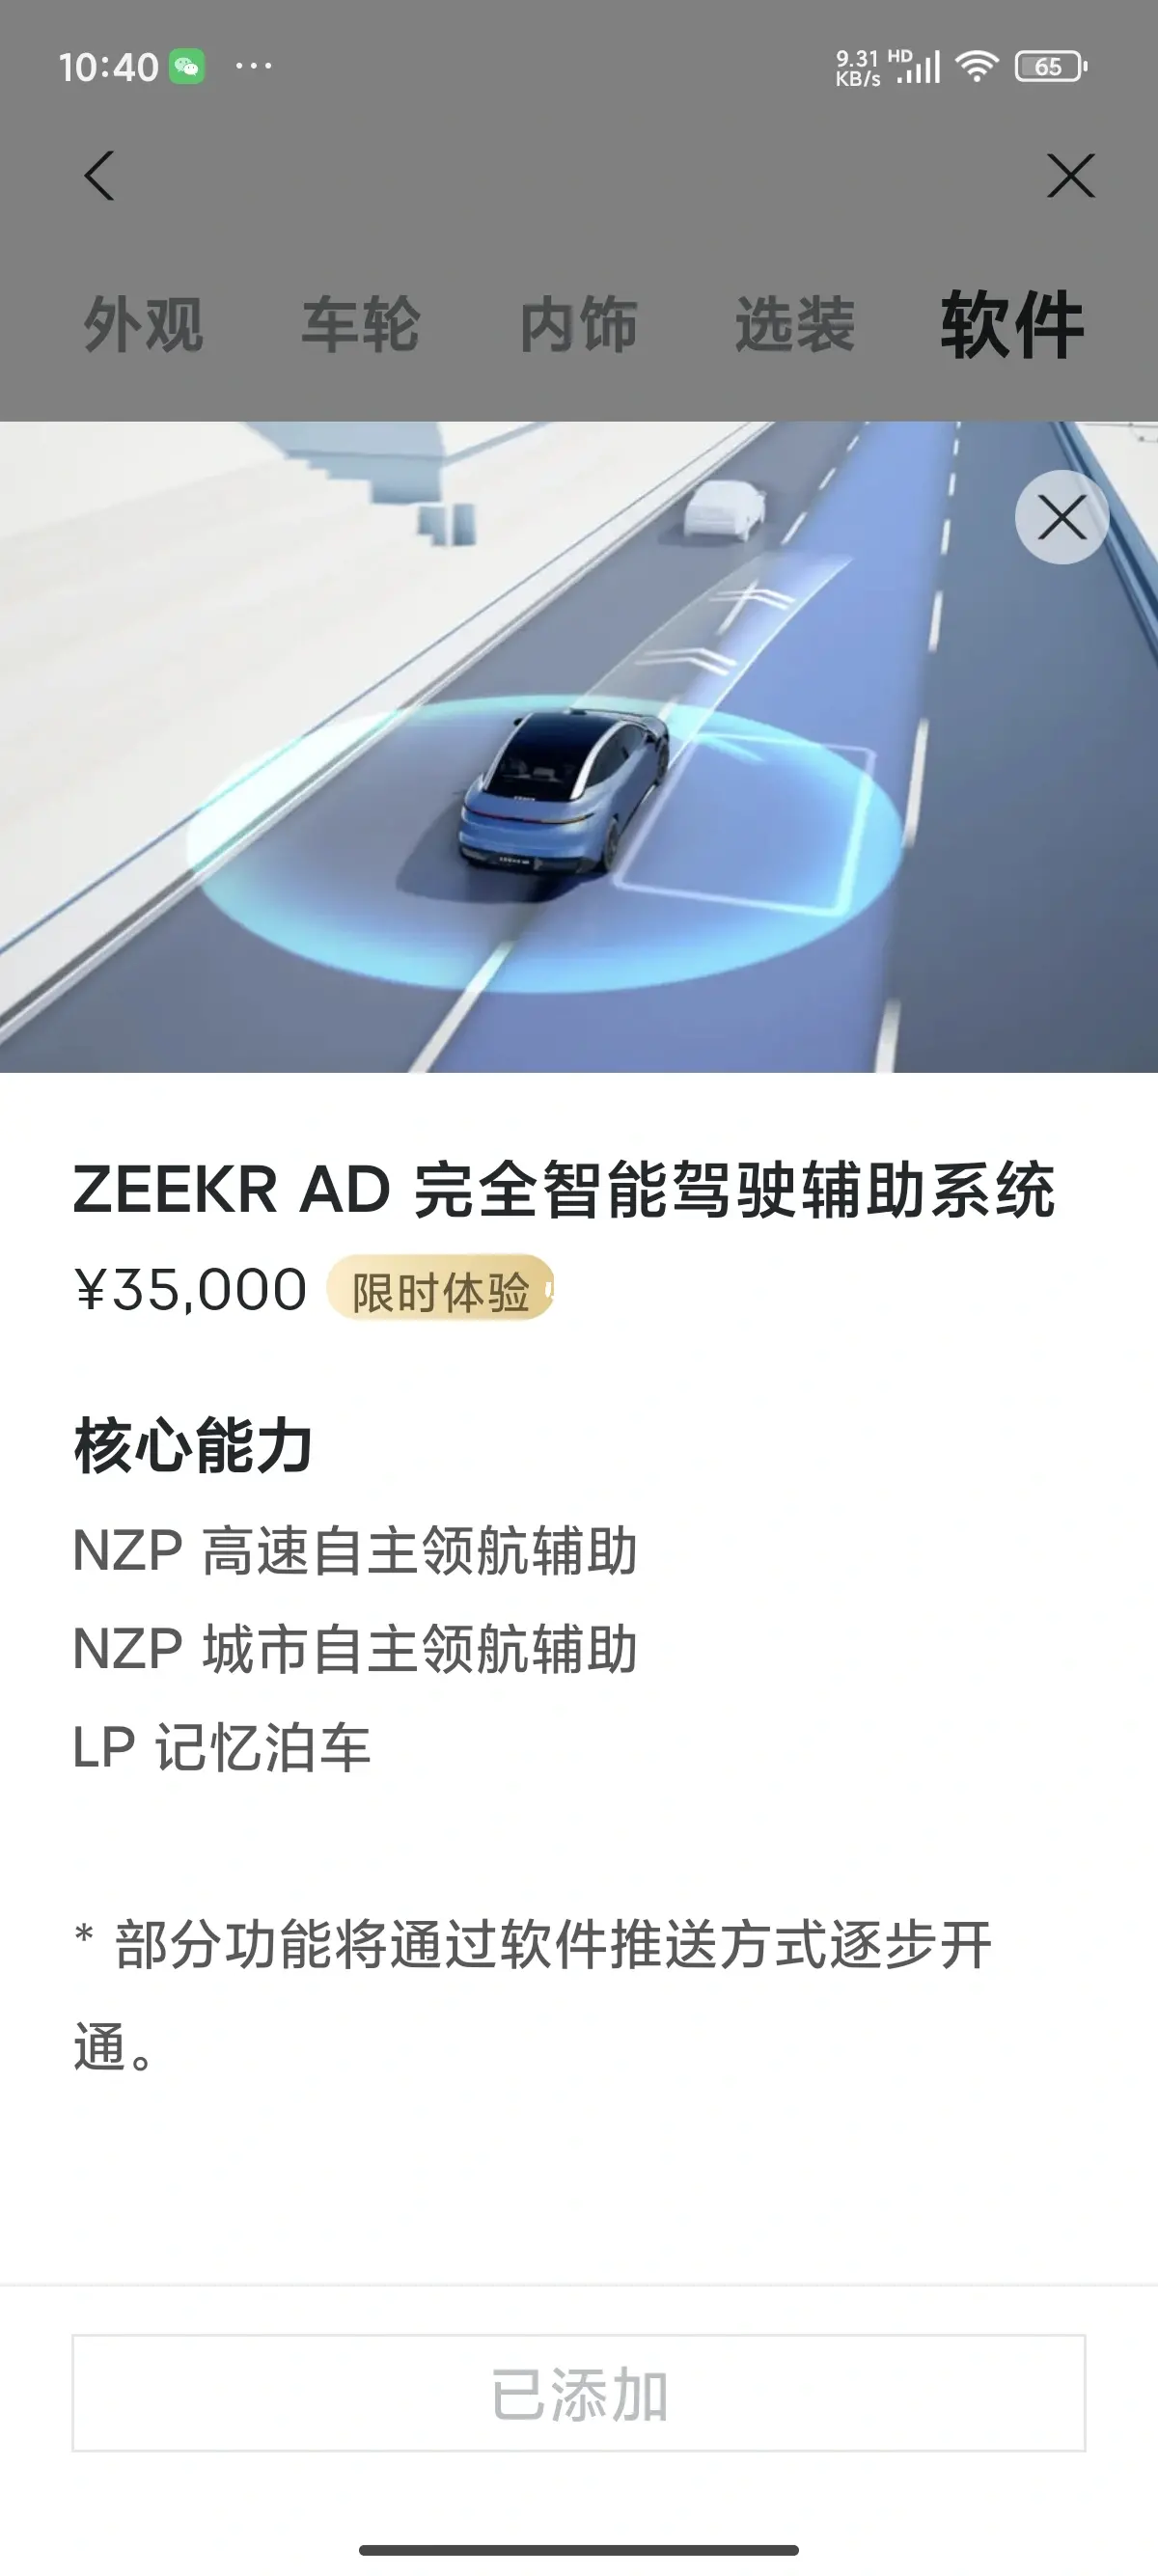 10:40
9.31 KB/s HD 65
外观 车轮 内饰 选装 软件
ZEEKR AD 完全智能驾驶辅助系统
¥35,000 限时体验
核心能力
NZP 高速自主领航辅助
NZP 城市自主领航辅助
LP 记忆泊车
* 部分功能将通过软件推送方式逐步开
通。
已添加